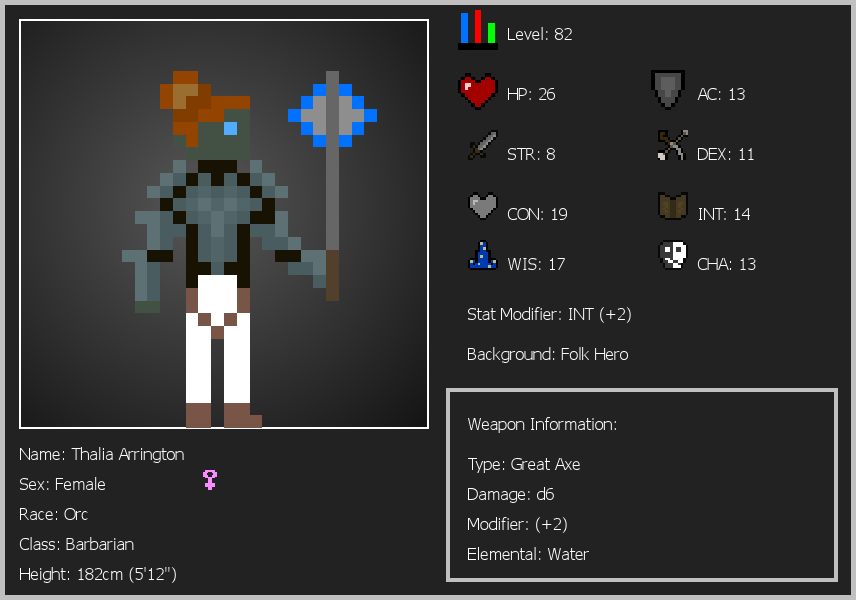 Level: 82
HP: 26
AC: 13
STR: 8
DEX: 11
CON: 19
INT: 14
WIS: 17
CHA: 13
Stat Modifier: INT (+2)
Background: Folk Hero
Weapon Information:
Type: Great Axe
Damage: d6
Modifier: (+2)
Elemental: Water
Name: Thalia Arrington
Sex: Female
Race: Orc
Class: Barbarian
Height: 182cm (5'12")